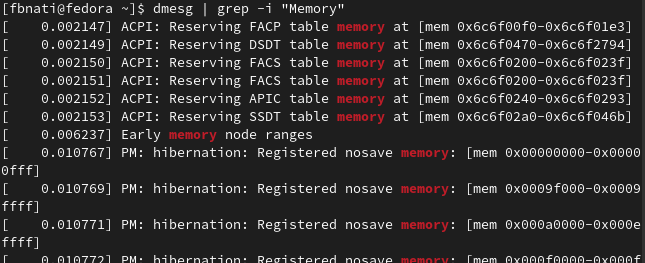 [fbnati@fedora ~]$ dmesg | grep -i "Memory"
[    0.002147] ACPI: Reserving FACP table memory at [mem 0x6c6f00f0-0x6c6f01e3]
[    0.002149] ACPI: Reserving DSDT table memory at [mem 0x6c6f0470-0x6c6f2794]
[    0.002150] ACPI: Reserving FACS table memory at [mem 0x6c6f0200-0x6c6f023f]
[    0.002151] ACPI: Reserving FACS table memory at [mem 0x6c6f0200-0x6c6f023f]
[    0.002152] ACPI: Reserving APIC table memory at [mem 0x6c6f0240-0x6c6f0293]
[    0.002153] ACPI: Reserving SSDT table memory at [mem 0x6c6f02a0-0x6c6f046b]
[    0.006237] Early memory node ranges
[    0.010767] PM: hibernation: Registered nosave memory: [mem 0x00000000-0x0000
0fff]
[    0.010769] PM: hibernation: Registered nosave memory: [mem 0x0009f000-0x0009
ffff]
[    0.010771] PM: hibernation: Registered nosave memory: [mem 0x000a0000-0x000e
ffff]
[    0.010772] PM: hibernation: Registered nosave memory: [mem 0x000f0000-0x000f